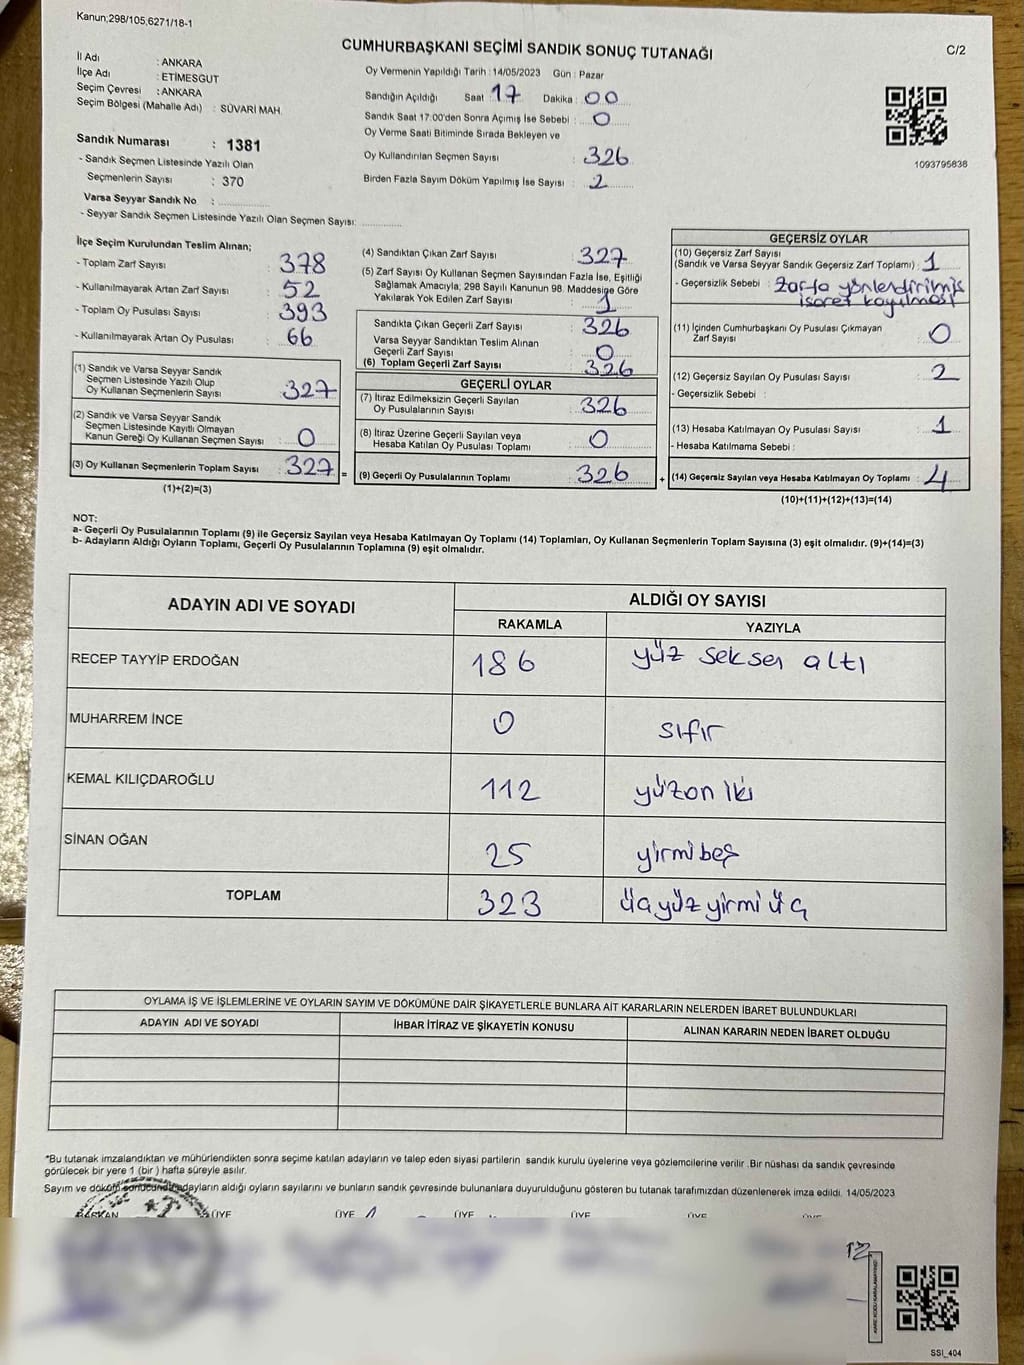 Kanun;298/105,6271/18-1
CUMHURBAŞKANI SEÇİMİ SANDIK SONUÇ TUTANAĞI
C/2
İl Adı : ANKARA
İlçe Adı : ETİMESGUT
Seçim Çevresi : ANKARA
Seçim Bölgesi (Mahalle Adı) : SÜVARİ MAH.
Sandık Numarası : 1381
- Sandık Seçmen Listesinde Yazılı Olan
Seçmenlerin Sayısı : 370
Varsa Seyyar Sandık No :
- Seyyar Sandık Seçmen Listesinde Yazılı Olan Seçmen Sayısı:
Oy Vermenin Yapıldığı Tarih : 14/05/2023 Gün : Pazar
Sandığın Açıldığı Saat 17 Dakika : 00
Sandık Saat 17:00'den Sonra Açımış İse Sebebi : 0
Oy Verme Saati Bitiminde Sırada Bekleyen ve
Oy Kullandırılan Seçmen Sayısı : 326
Birden Fazla Sayım Döküm Yapılmış İse Sayısı : 2
1093795838
İlçe Seçim Kurulundan Teslim Alınan;
- Toplam Zarf Sayısı : 378
- Kullanılmayarak Artan Zarf Sayısı : 52
- Toplam Oy Pusulası Sayısı : 393
- Kullanılmayarak Artan Oy Pusulası : 66
(1) Sandık ve Varsa Seyyar Sandık
Seçmen Listesinde Yazılı Olup
Oy Kullanan Seçmenlerin Sayısı : 327
(2) Sandık ve Varsa Seyyar Sandık
Seçmen Listesinde Kayıtlı Olmayan
Kanun Gereği Oy Kullanan Seçmen Sayısı : 0
(3) Oy Kullanan Seçmenlerin Toplam Sayısı : 327 =
(1)+(2)=(3)
(4) Sandıktan Çıkan Zarf Sayısı : 327
(5) Zarf Sayısı Oy Kullanan Seçmen Sayısından Fazla İse, Eşitliği
Sağlamak Amacıyla; 298 Sayılı Kanunun 98. Maddesine Göre
Yakılarak Yok Edilen Zarf Sayısı : 1
Sandıkta Çıkan Geçerli Zarf Sayısı : 326
Varsa Seyyar Sandıktan Teslim Alınan
Geçerli Zarf Sayısı : 0
(6) Toplam Geçerli Zarf Sayısı : 326
GEÇERLİ OYLAR
(7) İtiraz Edilmeksizin Geçerli Sayılan
Oy Pusulalarının Sayısı : 326
(8) İtiraz Üzerine Geçerli Sayılan veya
Hesaba Katılan Oy Pusulası Toplamı : 0
(9) Geçerli Oy Pusulalarının Toplamı : 326 +
GEÇERSİZ OYLAR
(10) Geçersiz Zarf Sayısı
(Sandık ve Varsa Seyyar Sandık Geçersiz Zarf Toplamı) : 1
- Geçersizlik Sebebi : Zarfa yönlendirimiş
işaret koyulması
(11) İçinden Cumhurbaşkanı Oy Pusulası Çıkmayan
Zarf Sayısı : 0
(12) Geçersiz Sayılan Oy Pusulası Sayısı : 2
- Geçersizlik Sebebi :
(13) Hesaba Katılmayan Oy Pusulası Sayısı : 1
- Hesaba Katılmama Sebebi :
(14) Geçersiz Sayılan veya Hesaba Katılmayan Oy Toplamı : 4
(10)+(11)+(12)+(13)=(14)
NOT:
a- Geçerli Oy Pusulalarının Toplamı (9) ile Geçersiz Sayılan veya Hesaba Katılmayan Oy Toplamı (14) Toplamları, Oy Kullanan Seçmenlerin Toplam Sayısına (3) eşit olmalıdır. (9)+(14)=(3)
b- Adayların Aldığı Oyların Toplamı, Geçerli Oy Pusulalarının Toplamına (9) eşit olmalıdır.
ADAYIN ADI VE SOYADI ALDIĞI OY SAYISI
RAKAMLA YAZIYLA
RECEP TAYYİP ERDOĞAN 186 yüz seksen altı
MUHARREM İNCE 0 sıfır
KEMAL KILIÇDAROĞLU 112 yüzon iki
SİNAN OĞAN 25 yirmibeş
TOPLAM 323 üçyüzyirmi üç
OYLAMA İŞ VE İŞLEMLERİNE VE OYLARIN SAYIM VE DÖKÜMÜNE DAİR ŞİKAYETLERLE BUNLARA AİT KARARLARIN NELERDEN İBARET BULUNDUKLARI
ADAYIN ADI VE SOYADI İHBAR İTİRAZ VE ŞİKAYETİN KONUSU ALINAN KARARIN NEDEN İBARET OLDUĞU
*Bu tutanak imzalandıktan ve mühürlendikten sonra seçime katılan adayların ve talep eden siyasi partilerin sandık kurulu üyelerine veya gözlemcilerine verilir .Bir nüshası da sandık çevresinde
görülecek bir yere 1 (bir ) hafta süreyle asılır.
Sayım ve döküm sonucunda adayların aldığı oyların sayılarını ve bunların sandık çevresinde bulunanlara duyurulduğunu gösteren bu tutanak tarafımızdan düzenlenerek imza edildi. 14/05/2023
BAŞKAN ÜYE ÜYE ÜYE ÜYE ÜYE ÜYE
12
SSI_404